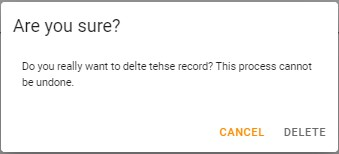 Are you sure?
Do you really want to delte tehse record? This process cannot
be undone.
CANCEL DELETE